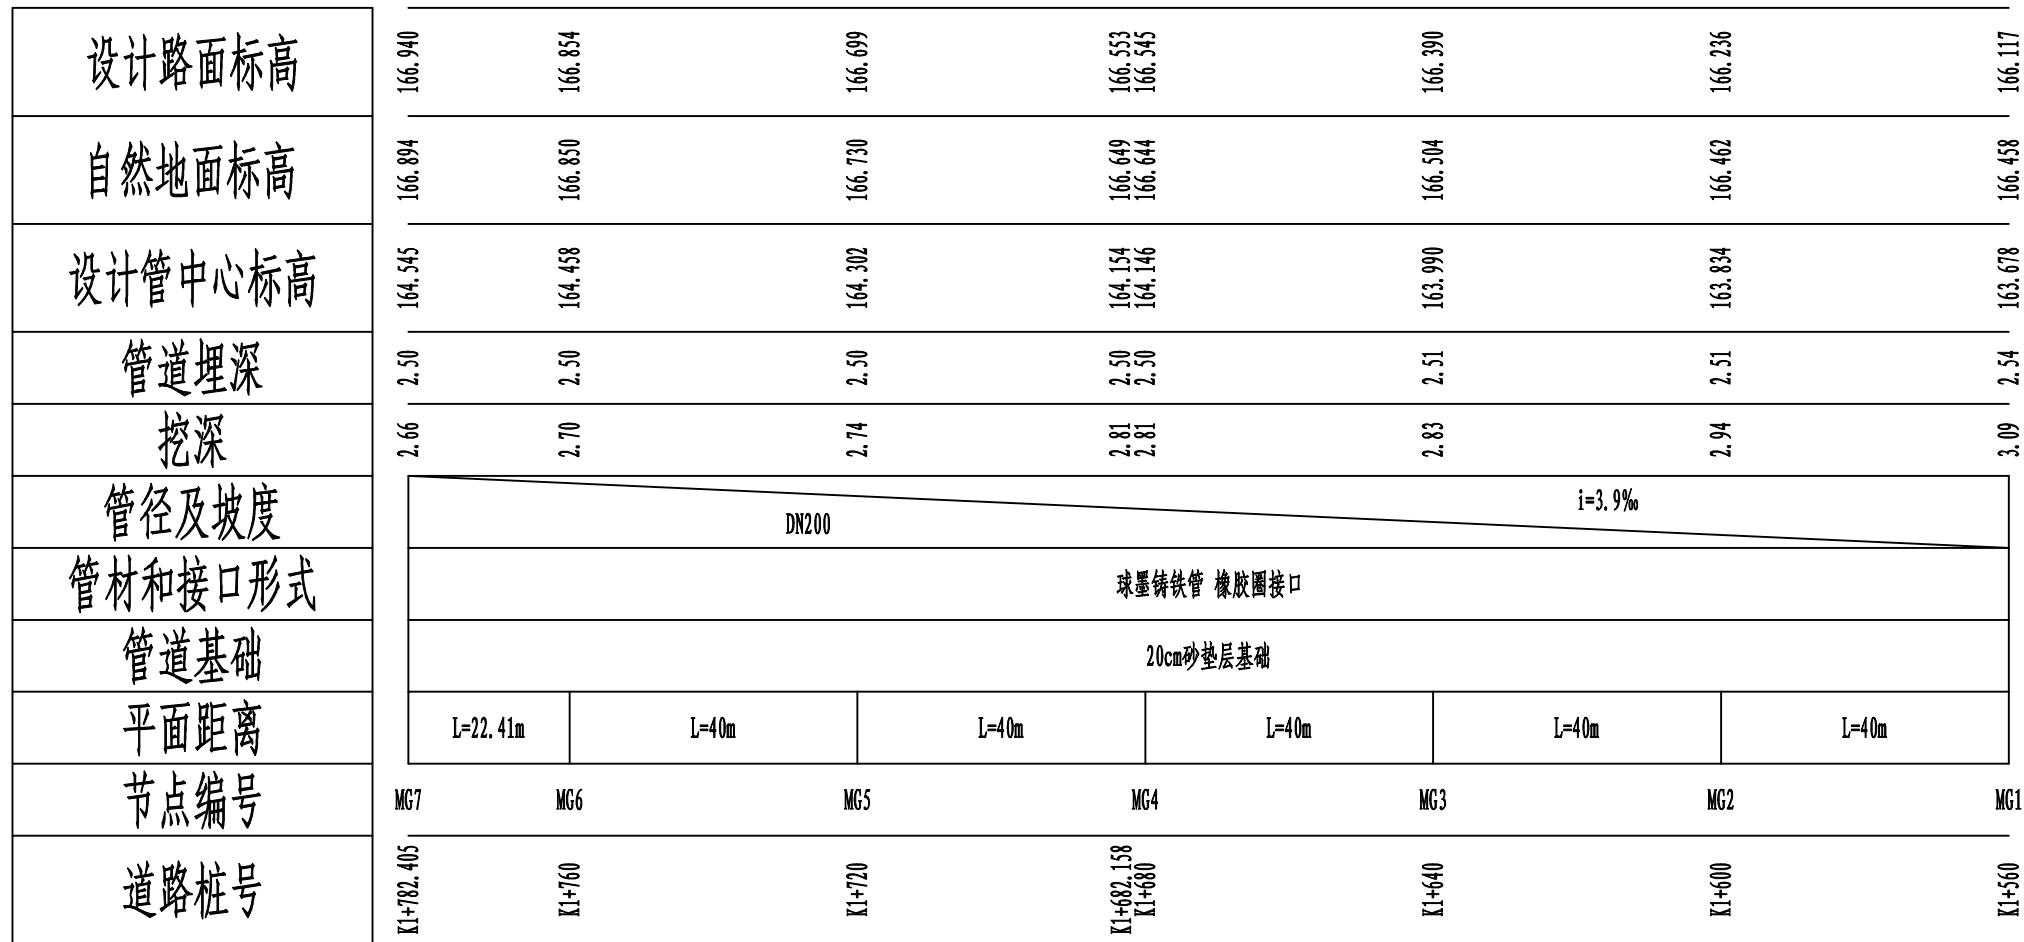 设计路面标高 166.940 166.854 166.699 166.553 166.545 166.390 166.236 166.117
自然地面标高 166.894 166.850 166.730 166.649 166.644 166.504 166.462 166.458
设计管中心标高 164.545 164.458 164.302 164.154 164.146 163.990 163.834 163.678
管道埋深 2.50 2.50 2.50 2.50 2.50 2.51 2.51 2.54
挖深 2.66 2.70 2.74 2.81 2.81 2.83 2.94 3.09
管径及坡度 DN200 i=3.9‰
管材和接口形式 球墨铸铁管 橡胶圈接口
管道基础 20cm砂垫层基础
平面距离 L=22.41m L=40m L=40m L=40m L=40m L=40m
节点编号 MG7 MG6 MG5 MG4 MG3 MG2 MG1
道路桩号 K1+782.405 K1+760 K1+720 K1+682.158 K1+680 K1+640 K1+600 K1+560